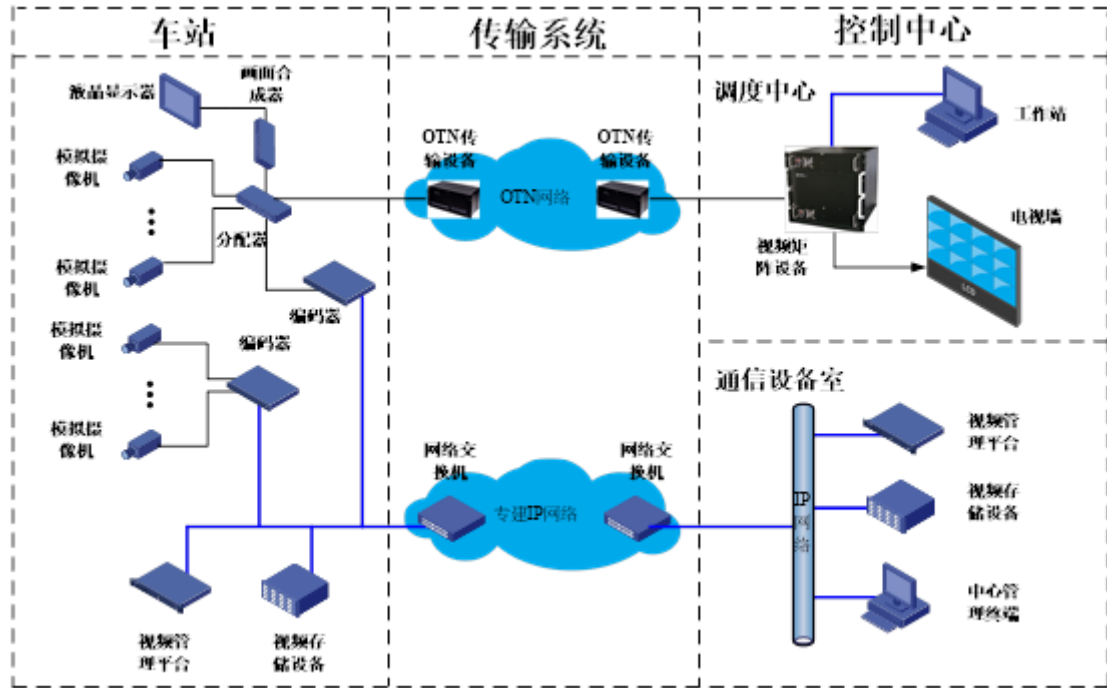 车站
传输系统
控制中心
液晶显示器
画面合
成器
模拟摄
像机
分配器
模拟摄
像机
编码器
模拟摄
像机
编码器
模拟摄
像机
视频管
理平台
视频存
储设备
OTN传
输设备
OTN传
输设备
OTN网络
网络交
换机
网络交
换机
专建IP网络
调度中心
工作站
视频矩
阵设备
电视墙
LCD
通信设备室
IP
网
络
视频管
理平台
视频存
储设备
中心管
理终端